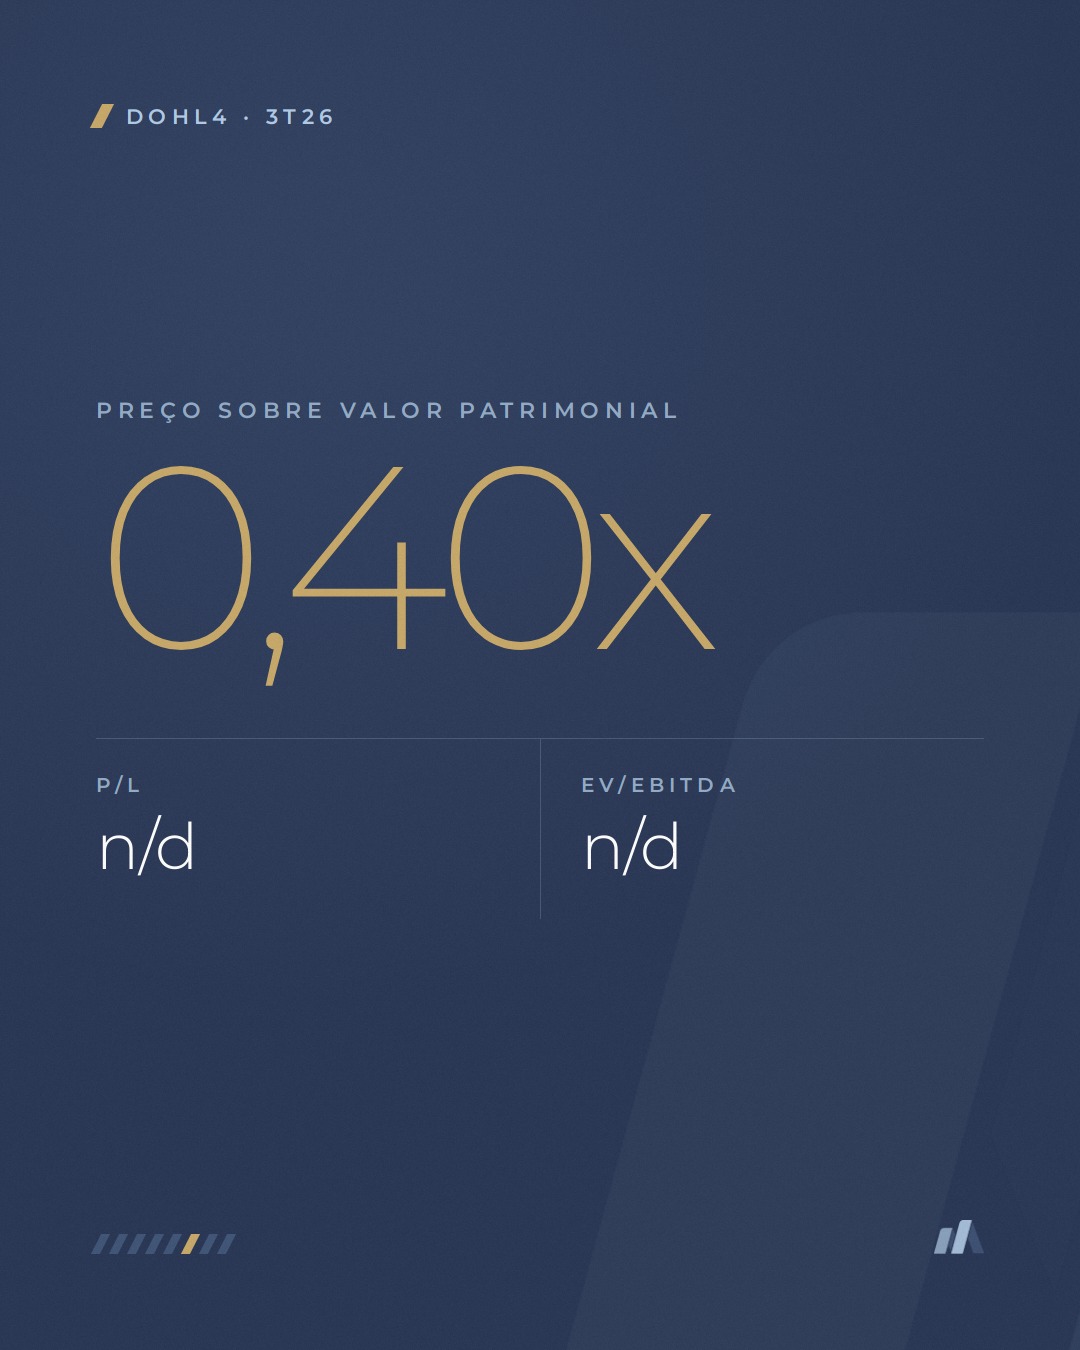 DOHL4 · 3T26
PREÇO SOBRE VALOR PATRIMONIAL
0,40x
P/L
n/d
EV/EBITDA
n/d